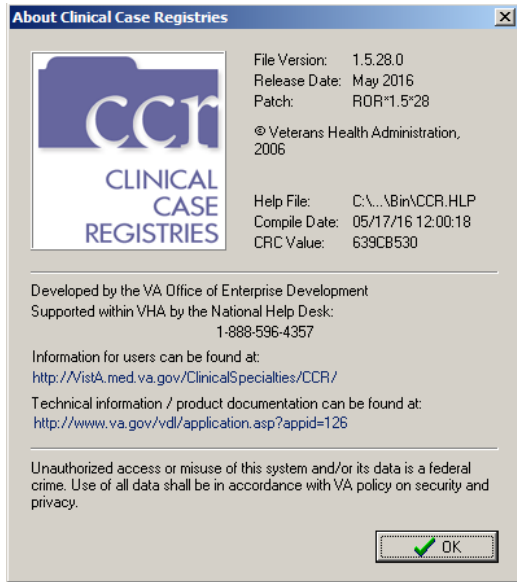 About Clinical Case Registries
ccr
CLINICAL
CASE
REGISTRIES
File Version: 1.5.28.0
Release Date: May 2016
Patch: ROR*1.5*28
© Veterans Health Administration,
2006
Help File: C:\...\Bin\CCR.HLP
Compile Date: 05/17/16 12:00:18
CRC Value: 639CB530
Developed by the VA Office of Enterprise Development
Supported within VHA by the National Help Desk:
1-888-596-4357
Information for users can be found at:
http://VistA.med.va.gov/ClinicalSpecialties/CCR/
Technical information / product documentation can be found at:
http://www.va.gov/vdl/application.asp?appid=126
Unauthorized access or misuse of this system and/or its data is a federal
crime. Use of all data shall be in accordance with VA policy on security and
privacy.
OK